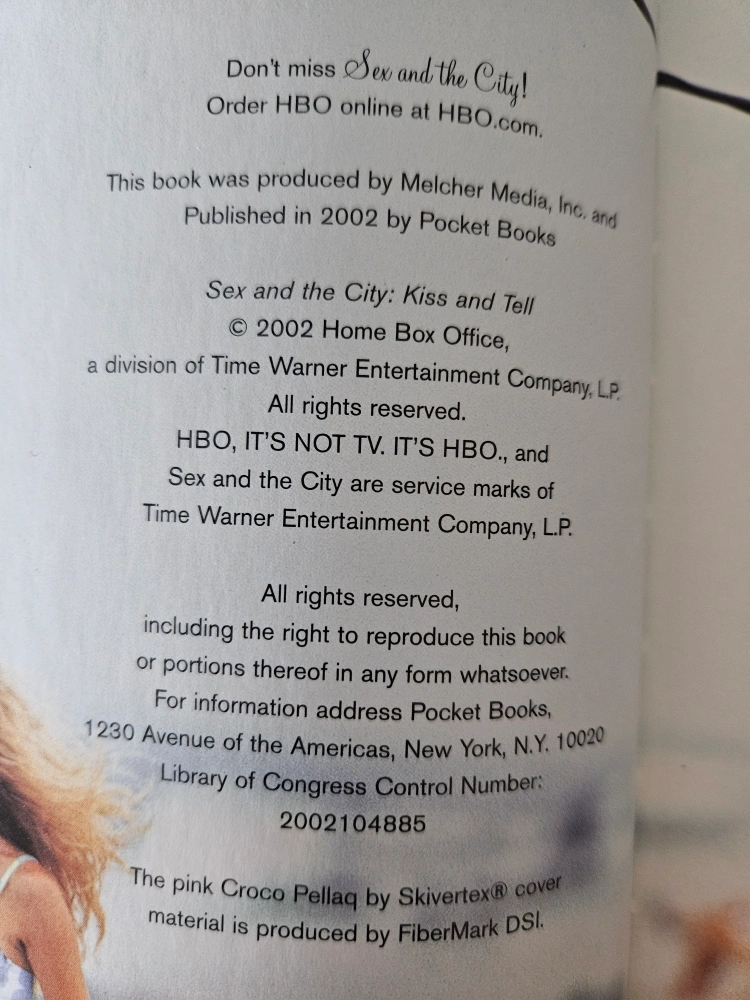 Don't miss Sex and the City!
Order HBO online at HBO.com.
This book was produced by Melcher Media, Inc. and
Published in 2002 by Pocket Books
Sex and the City: Kiss and Tell
© 2002 Home Box Office,
a division of Time Warner Entertainment Company, L.P.
All rights reserved.
HBO, IT'S NOT TV. IT'S HBO., and
Sex and the City are service marks of
Time Warner Entertainment Company, L.P.
All rights reserved,
including the right to reproduce this book
or portions thereof in any form whatsoever.
For information address Pocket Books,
1230 Avenue of the Americas, New York, N.Y. 10020
Library of Congress Control Number:
2002104885
The pink Croco Pellaq by Skivertex® cover
material is produced by FiberMark DSI.